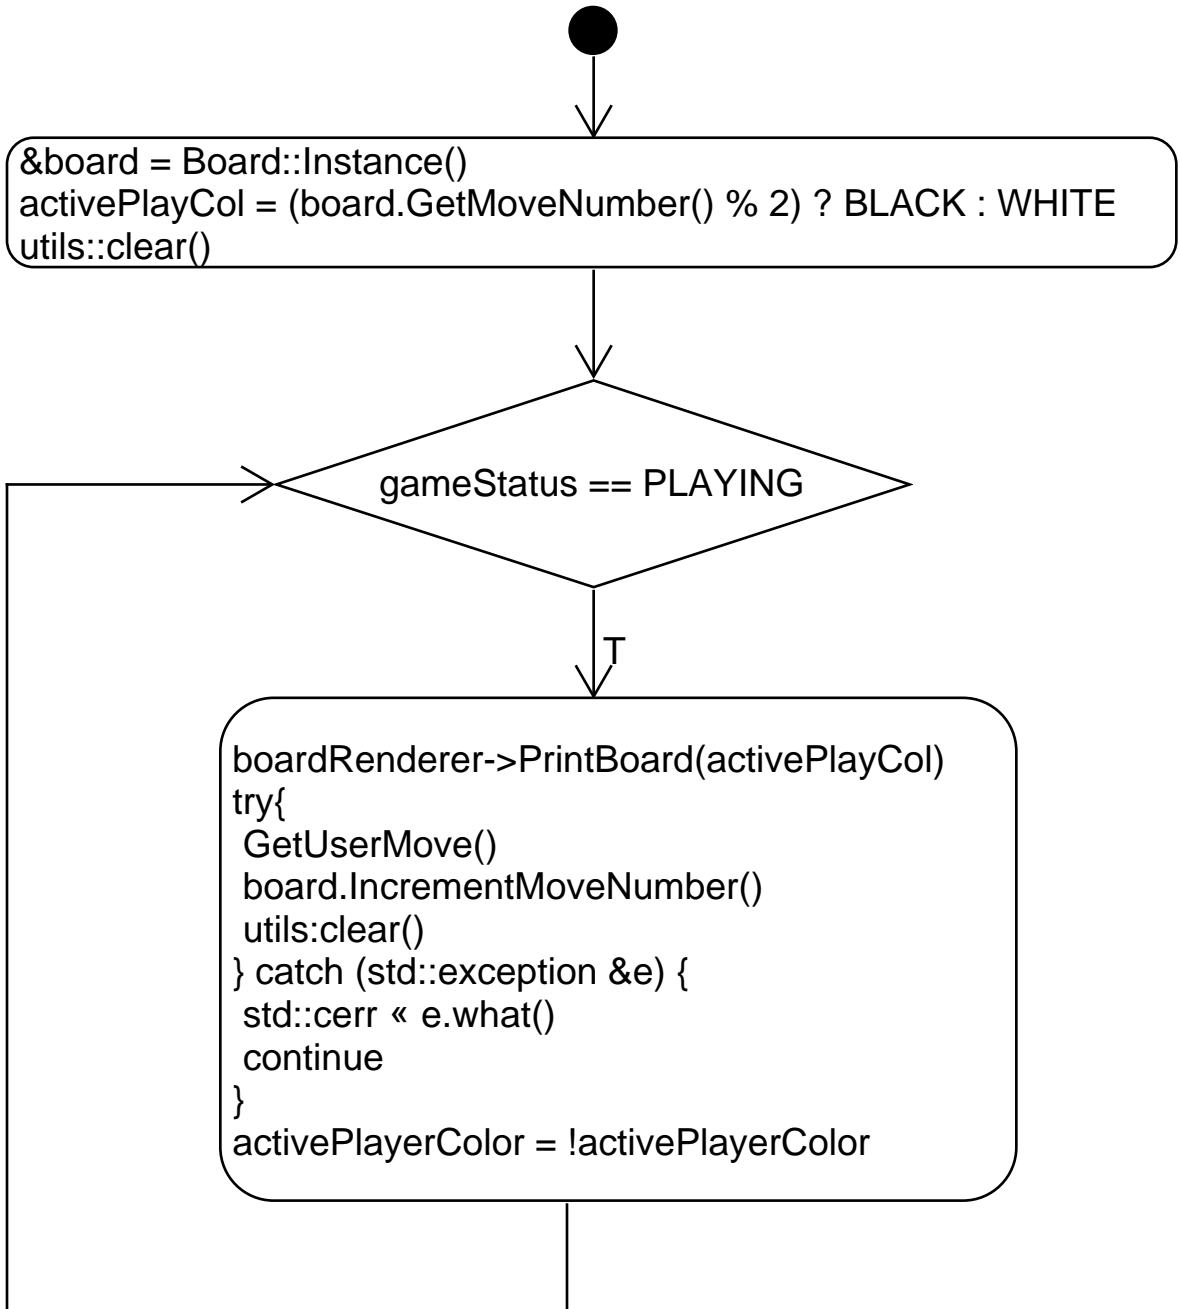 &board = Board::Instance()
activePlayCol = (board.GetMoveNumber() % 2) ? BLACK : WHITE
utils::clear()
gameStatus == PLAYING
T
boardRenderer->PrintBoard(activePlayCol)
try{
GetUserMove()
board.IncrementMoveNumber()
utils:clear()
} catch (std::exception &e) {
std::cerr « e.what()
continue
}
activePlayerColor = !activePlayerColor